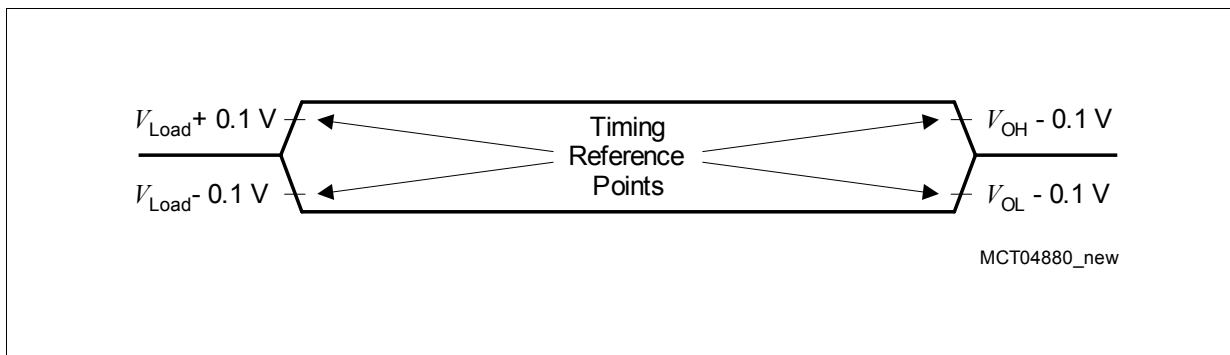 V_Load + 0.1 V
Timing
Reference
Points
V_OH - 0.1 V
V_Load - 0.1 V
V_OL - 0.1 V
MCT04880_new